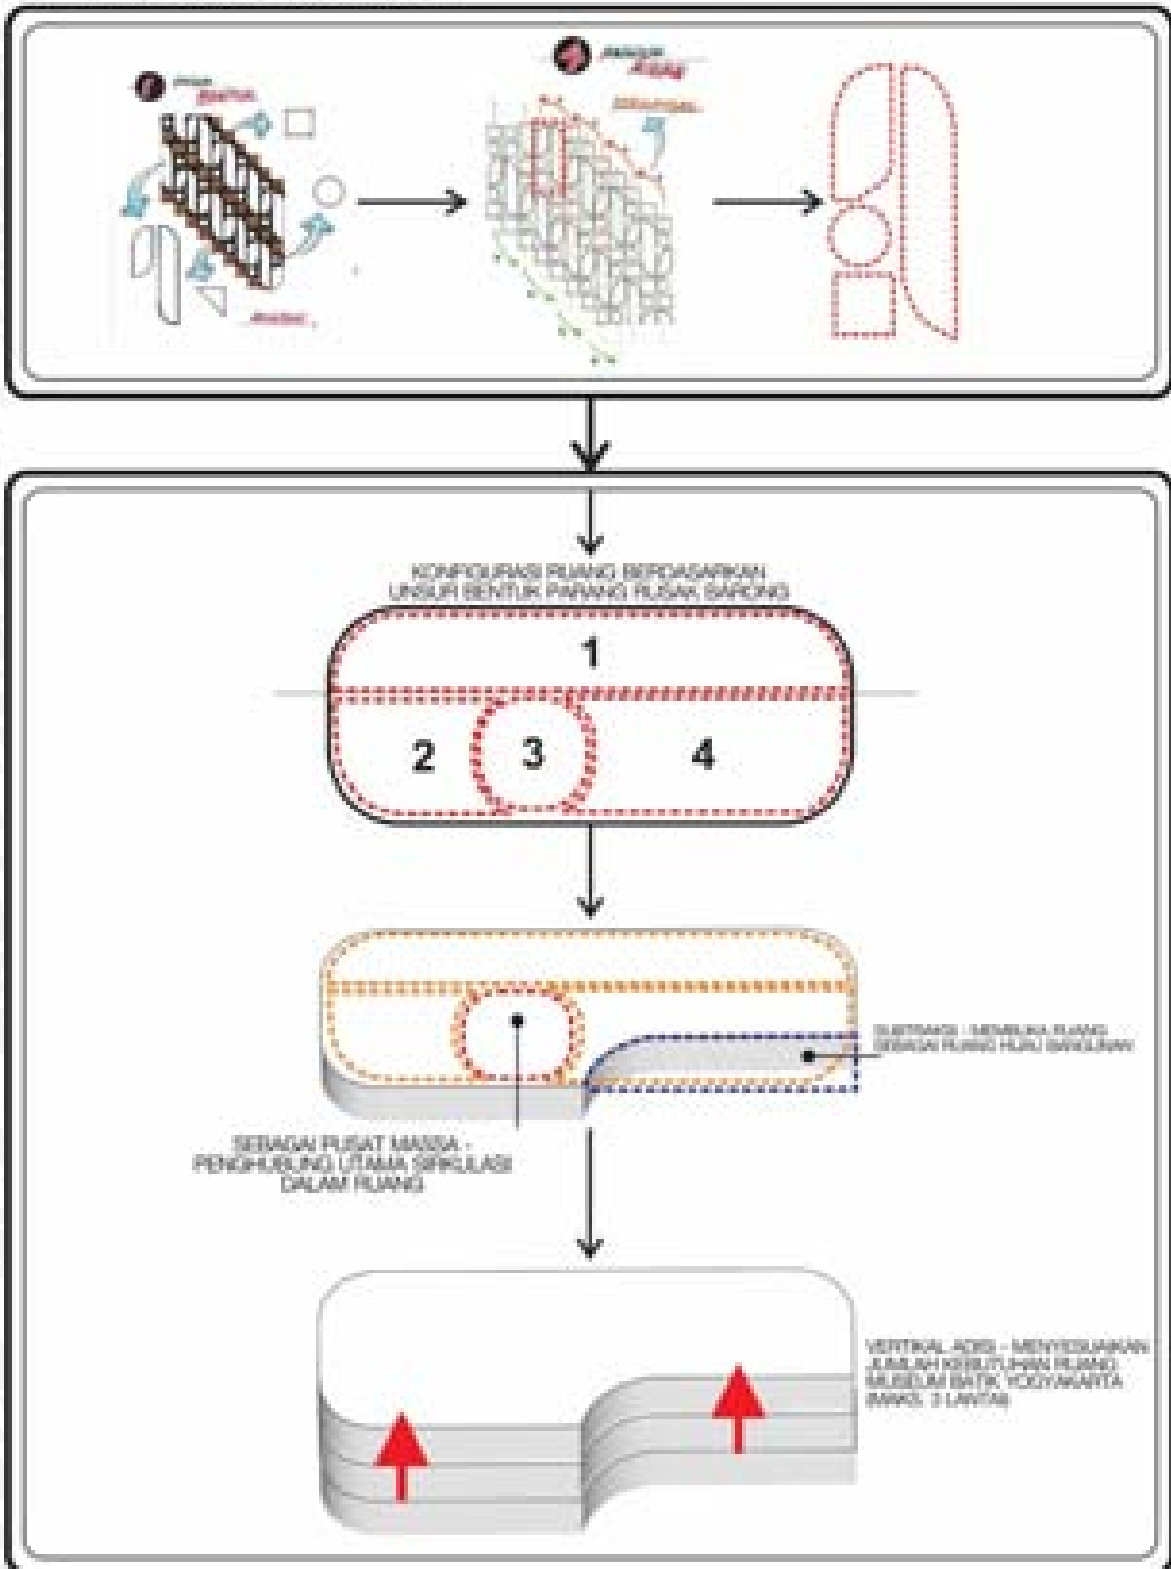 KONFIGURASI RUANG BERDASARKAN
UNSUR BENTUK PARANG RUSAK BARONG
1
2
3
4
SUBTRAKSI - MEMBUKA RUANG
SEBAGAI RUANG HIJAU BANGUNAN
SEBAGAI PUSAT MASSA -
PENGHUBUNG UTAMA SIRKULASI
DALAM RUANG
VERTIKAL ADISI - MENYESUAIKAN
JUMLAH KEBUTUHAN RUANG
MUSEUM BATIK YOGYAKARTA
(MAKS. 3 LANTAI)